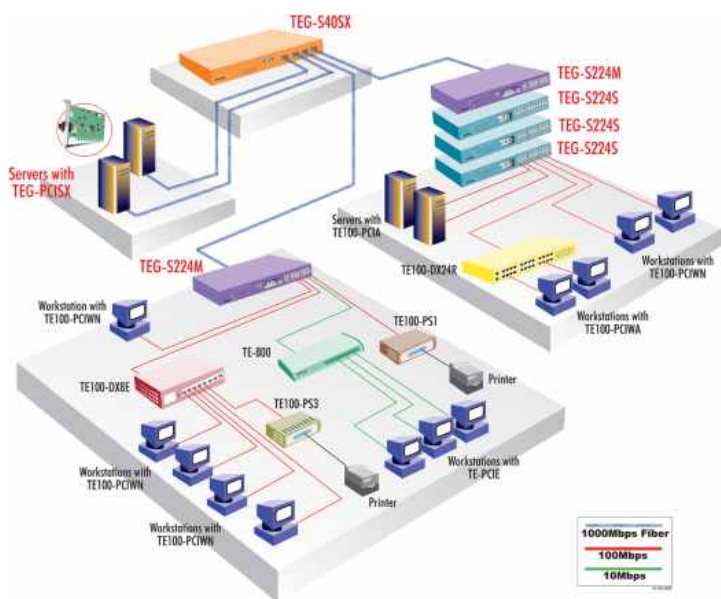 TEG-S40SX
TEG-S224M
TEG-S224S
TEG-S224S
TEG-S224S
Servers with
TEG-PCISX
Servers with
TE100-PCIA
Workstations with
TE100-PCIWN
TE100-DX24R
Workstations with
TE100-PCIWA
TEG-S224M
Workstation with
TE100-PCIWN
TE100-PS1
TE-800
Printer
TE100-DX8E
TE100-PS3
Workstations with
TE100-PCIWN
Workstations with
TE-PCIE
Printer
Workstations with
TE100-PCIWN
1000Mbps Fiber
100Mbps
10Mbps